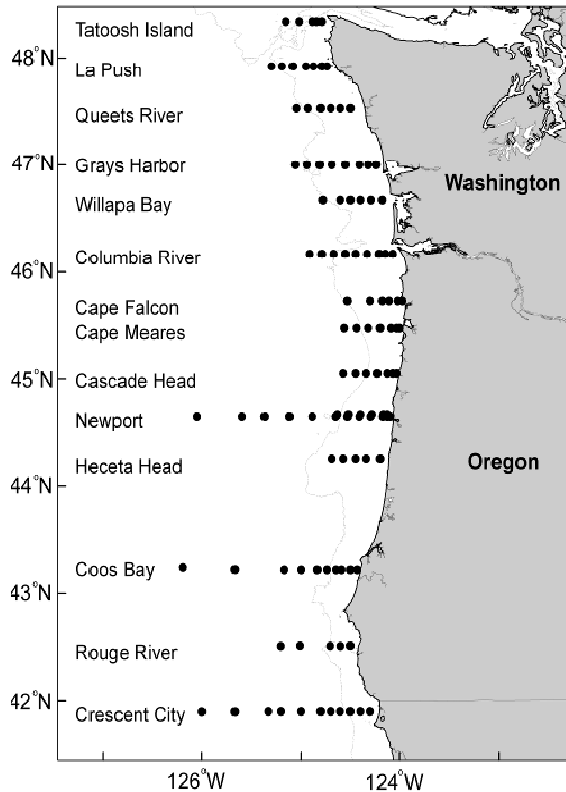 Tatoosh Island
48°N
La Push
Queets River
47°N
Grays Harbor
Washington
Willapa Bay
Columbia River
46°N
Cape Falcon
Cape Meares
45°N
Cascade Head
Newport
Oregon
Heceta Head
44°N
Coos Bay
43°N
Rouge River
42°N
Crescent City
126°W
124°W